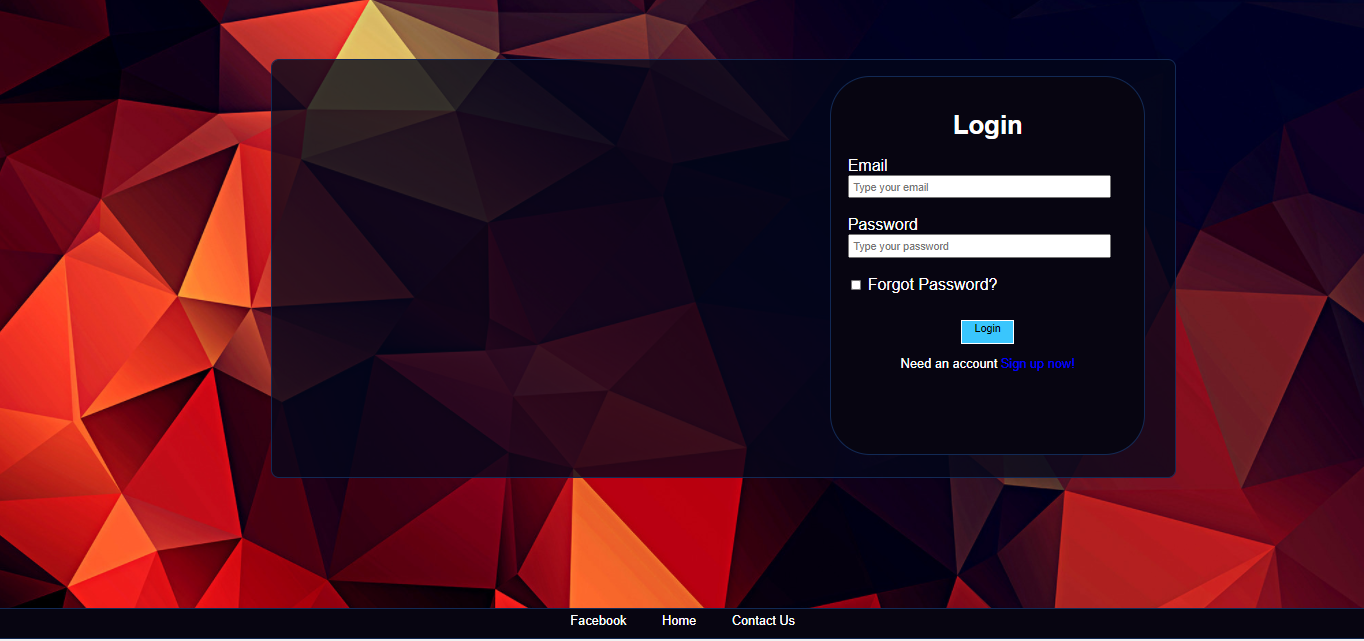 Login
Email
Type your email
Password
Type your password
Forgot Password?
Login
Need an account Sign up now!
Facebook Home Contact Us